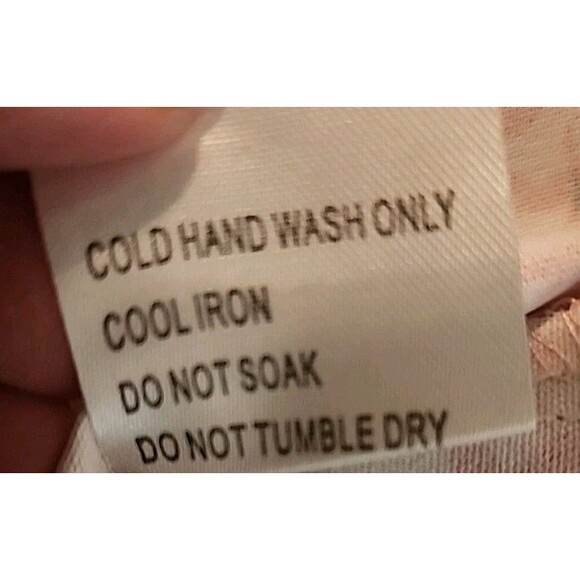 COLD HAND WASH ONLY
COOL IRON
DO NOT SOAK
DO NOT TUMBLE DRY